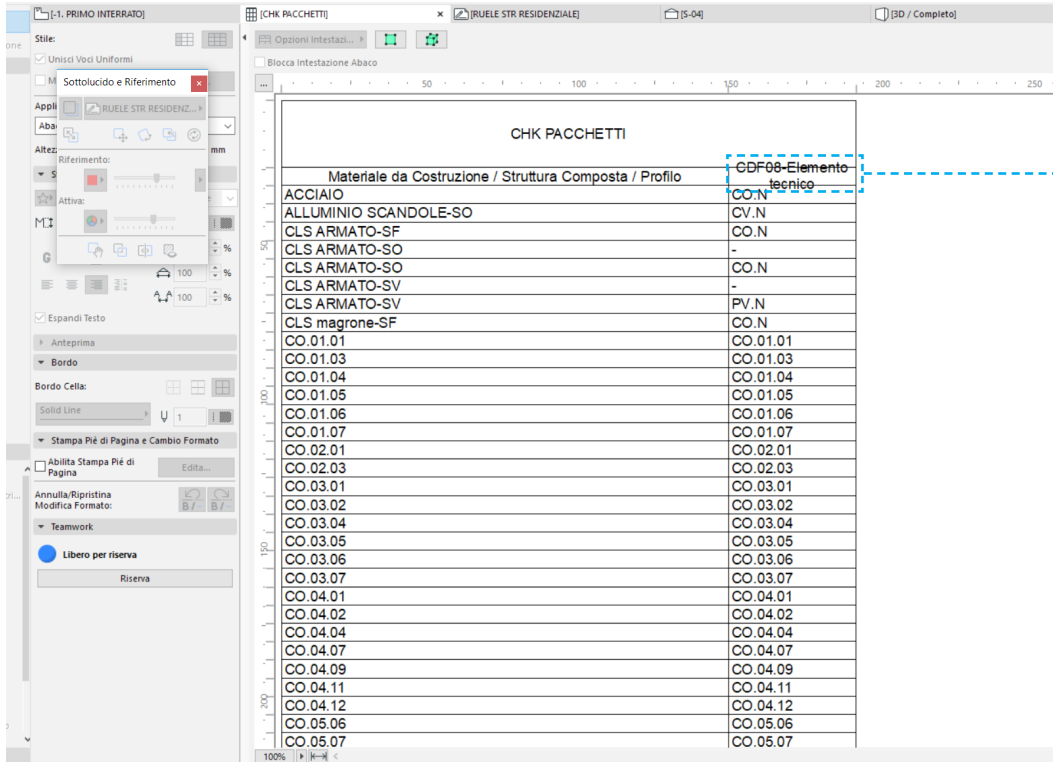 [-1. PRIMO INTERRATO]
[CHK PACCHETTI]
[RUELE STR RESIDENZIALE]
[S-04]
[3D / Completo]
Stile:
Opzioni Intestazi...
Unisci Voci Uniformi
Blocca Intestazione Abaco
Sottolucido e Riferimento
RUELE STR RESIDENZ...
Riferimento:
Attiva:
mm
G
%
100 %
100 %
Espandi Testo
Anteprima
Bordo
Bordo Cella:
Solid Line
1
Stampa Piè di Pagina e Cambio Formato
Abilita Stampa Piè di
Pagina
Edita...
Annulla/Ripristina
Modifica Formato:
B/ B/
Teamwork
Libero per riserva
Riserva
... 50 100 150 200 250
50
100
150
200
CHK PACCHETTI
Materiale da Costruzione / Struttura Composta / Profilo
CDF08-Elemento
tecnico
ACCIAIO CO.N
ALLUMINIO SCANDOLE-SO CV.N
CLS ARMATO-SF CO.N
CLS ARMATO-SO -
CLS ARMATO-SO CO.N
CLS ARMATO-SV -
CLS ARMATO-SV PV.N
CLS magrone-SF CO.N
CO.01.01 CO.01.01
CO.01.03 CO.01.03
CO.01.04 CO.01.04
CO.01.05 CO.01.05
CO.01.06 CO.01.06
CO.01.07 CO.01.07
CO.02.01 CO.02.01
CO.02.03 CO.02.03
CO.03.01 CO.03.01
CO.03.02 CO.03.02
CO.03.04 CO.03.04
CO.03.05 CO.03.05
CO.03.06 CO.03.06
CO.03.07 CO.03.07
CO.04.01 CO.04.01
CO.04.02 CO.04.02
CO.04.04 CO.04.04
CO.04.07 CO.04.07
CO.04.09 CO.04.09
CO.04.11 CO.04.11
CO.04.12 CO.04.12
CO.05.06 CO.05.06
CO.05.07 CO.05.07
100%